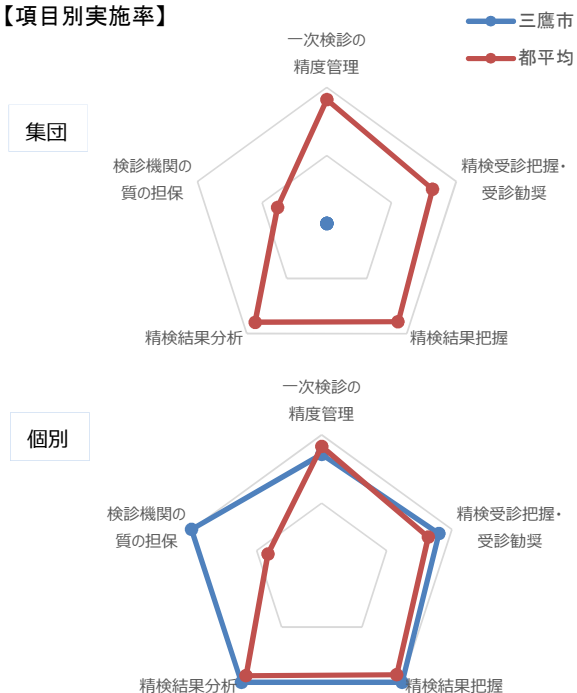 【項目別実施率】
三鷹市
都平均
集団
一次検診の
精度管理
検診機関の
質の担保
精検受診把握・
受診勧奨
精検結果分析
精検結果把握
個別
一次検診の
精度管理
検診機関の
質の担保
精検受診把握・
受診勧奨
精検結果分析
精検結果把握